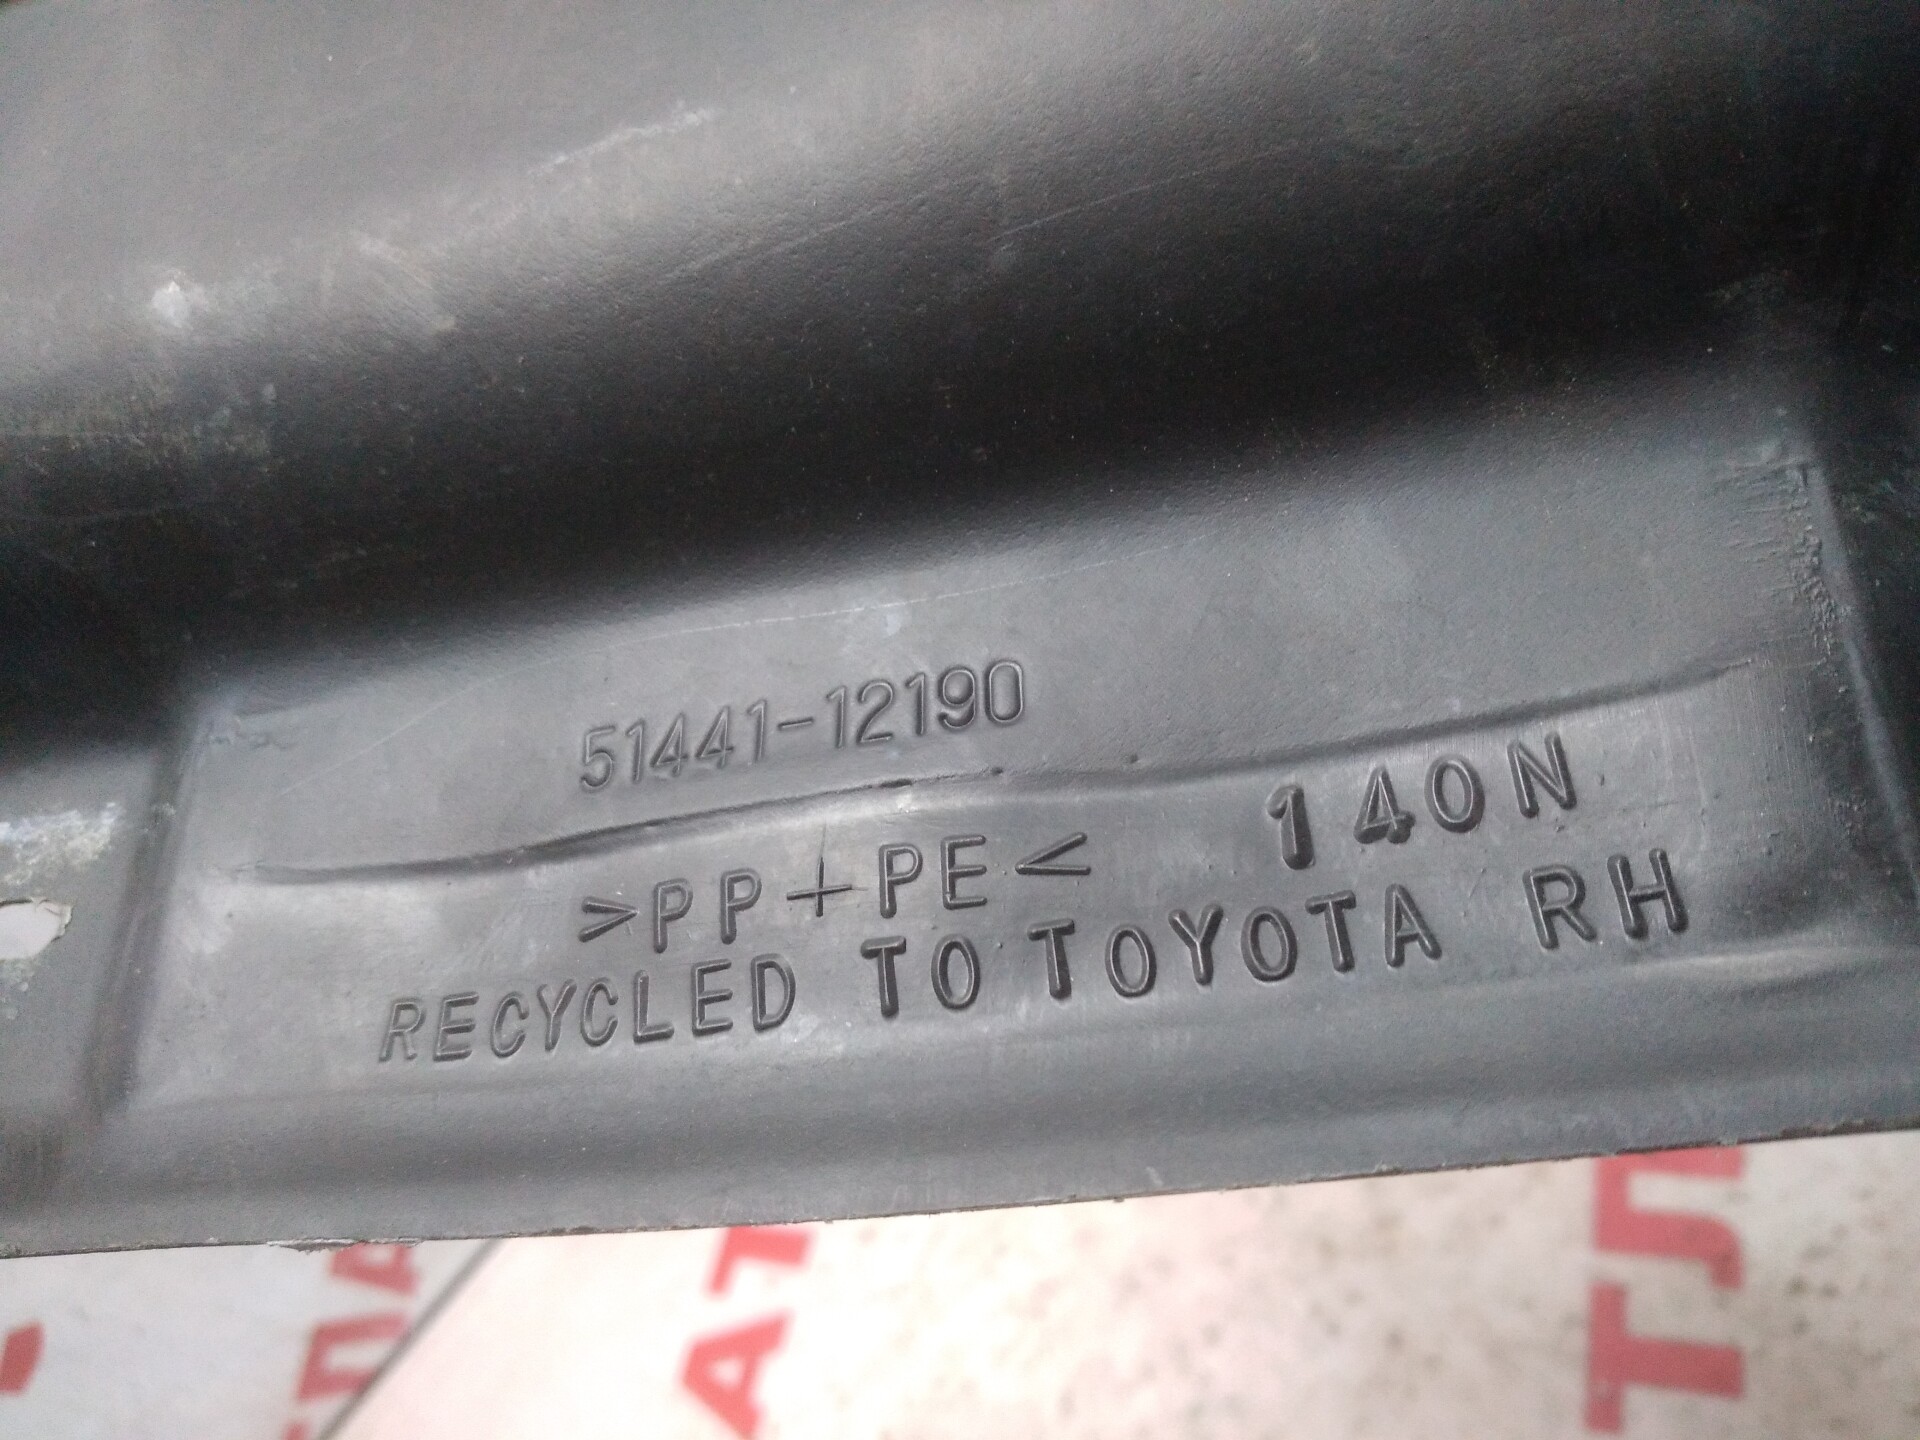 51441-12190
>PP+PE< 140N
RECYCLED TO TOYOTA RH